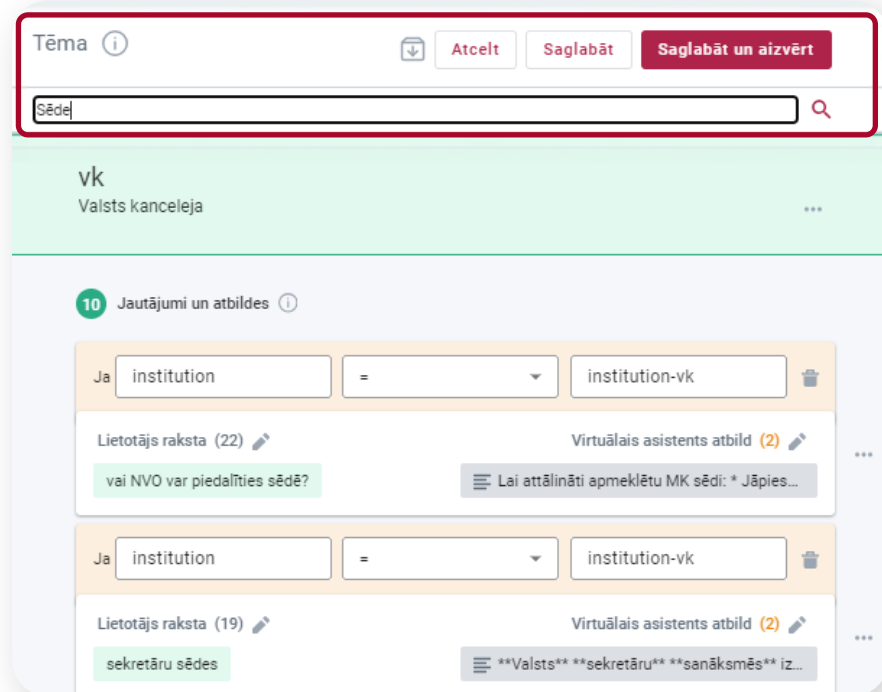 Tēma
Atcelt
Saglabāt
Saglabāt un aizvērt
Sēde
vk
Valsts kanceleja
10 Jautājumi un atbildes
Ja institution = institution-vk
Lietotājs raksta (22) Virtuālais asistents atbild (2)
vai NVO var piedalīties sēdē? Lai attālināti apmeklētu MK sēdi: * Jāpies...
Ja institution = institution-vk
Lietotājs raksta (19) Virtuālais asistents atbild (2)
sekretāru sēdes **Valsts** **sekretāru** **sanāksmēs** iz...